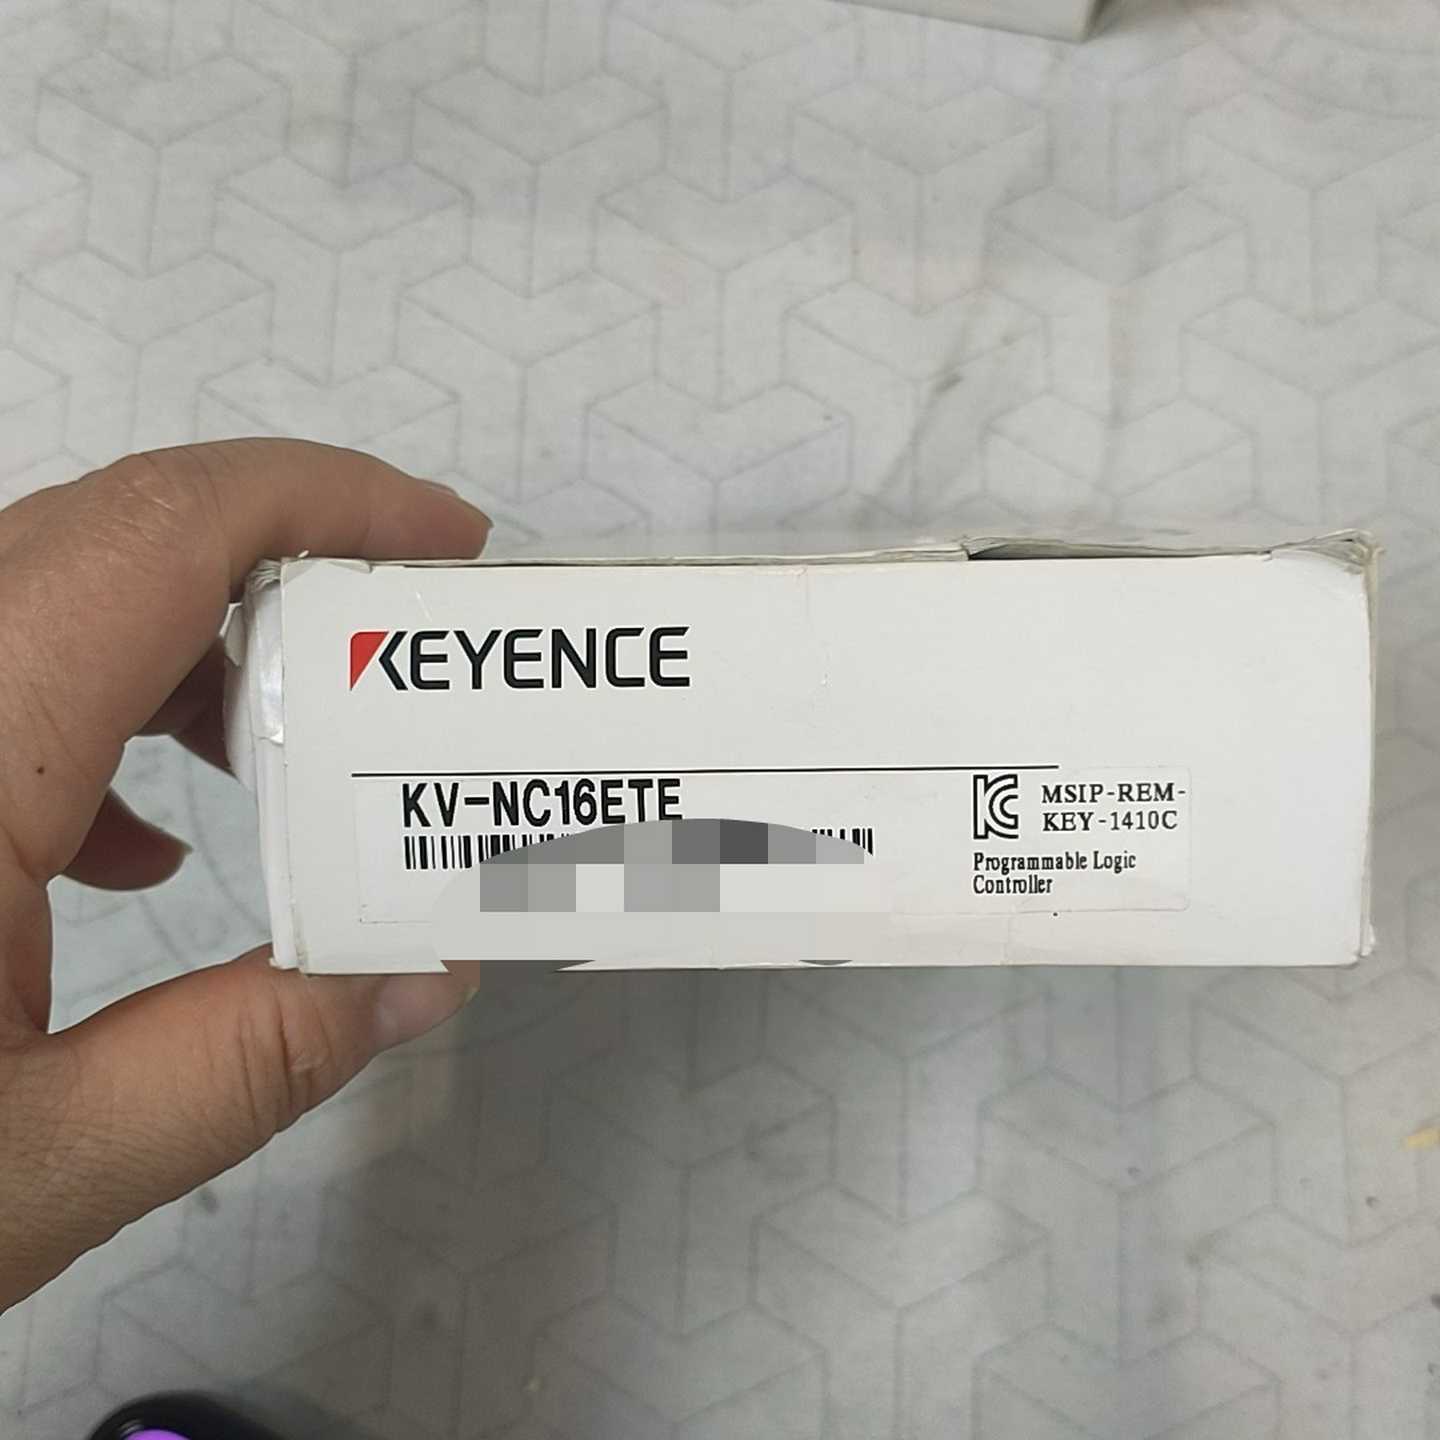 KEYENCE
KV-NC16ETE
MSIP-REM-
KEY-1410C
Programmable Logic
Controller